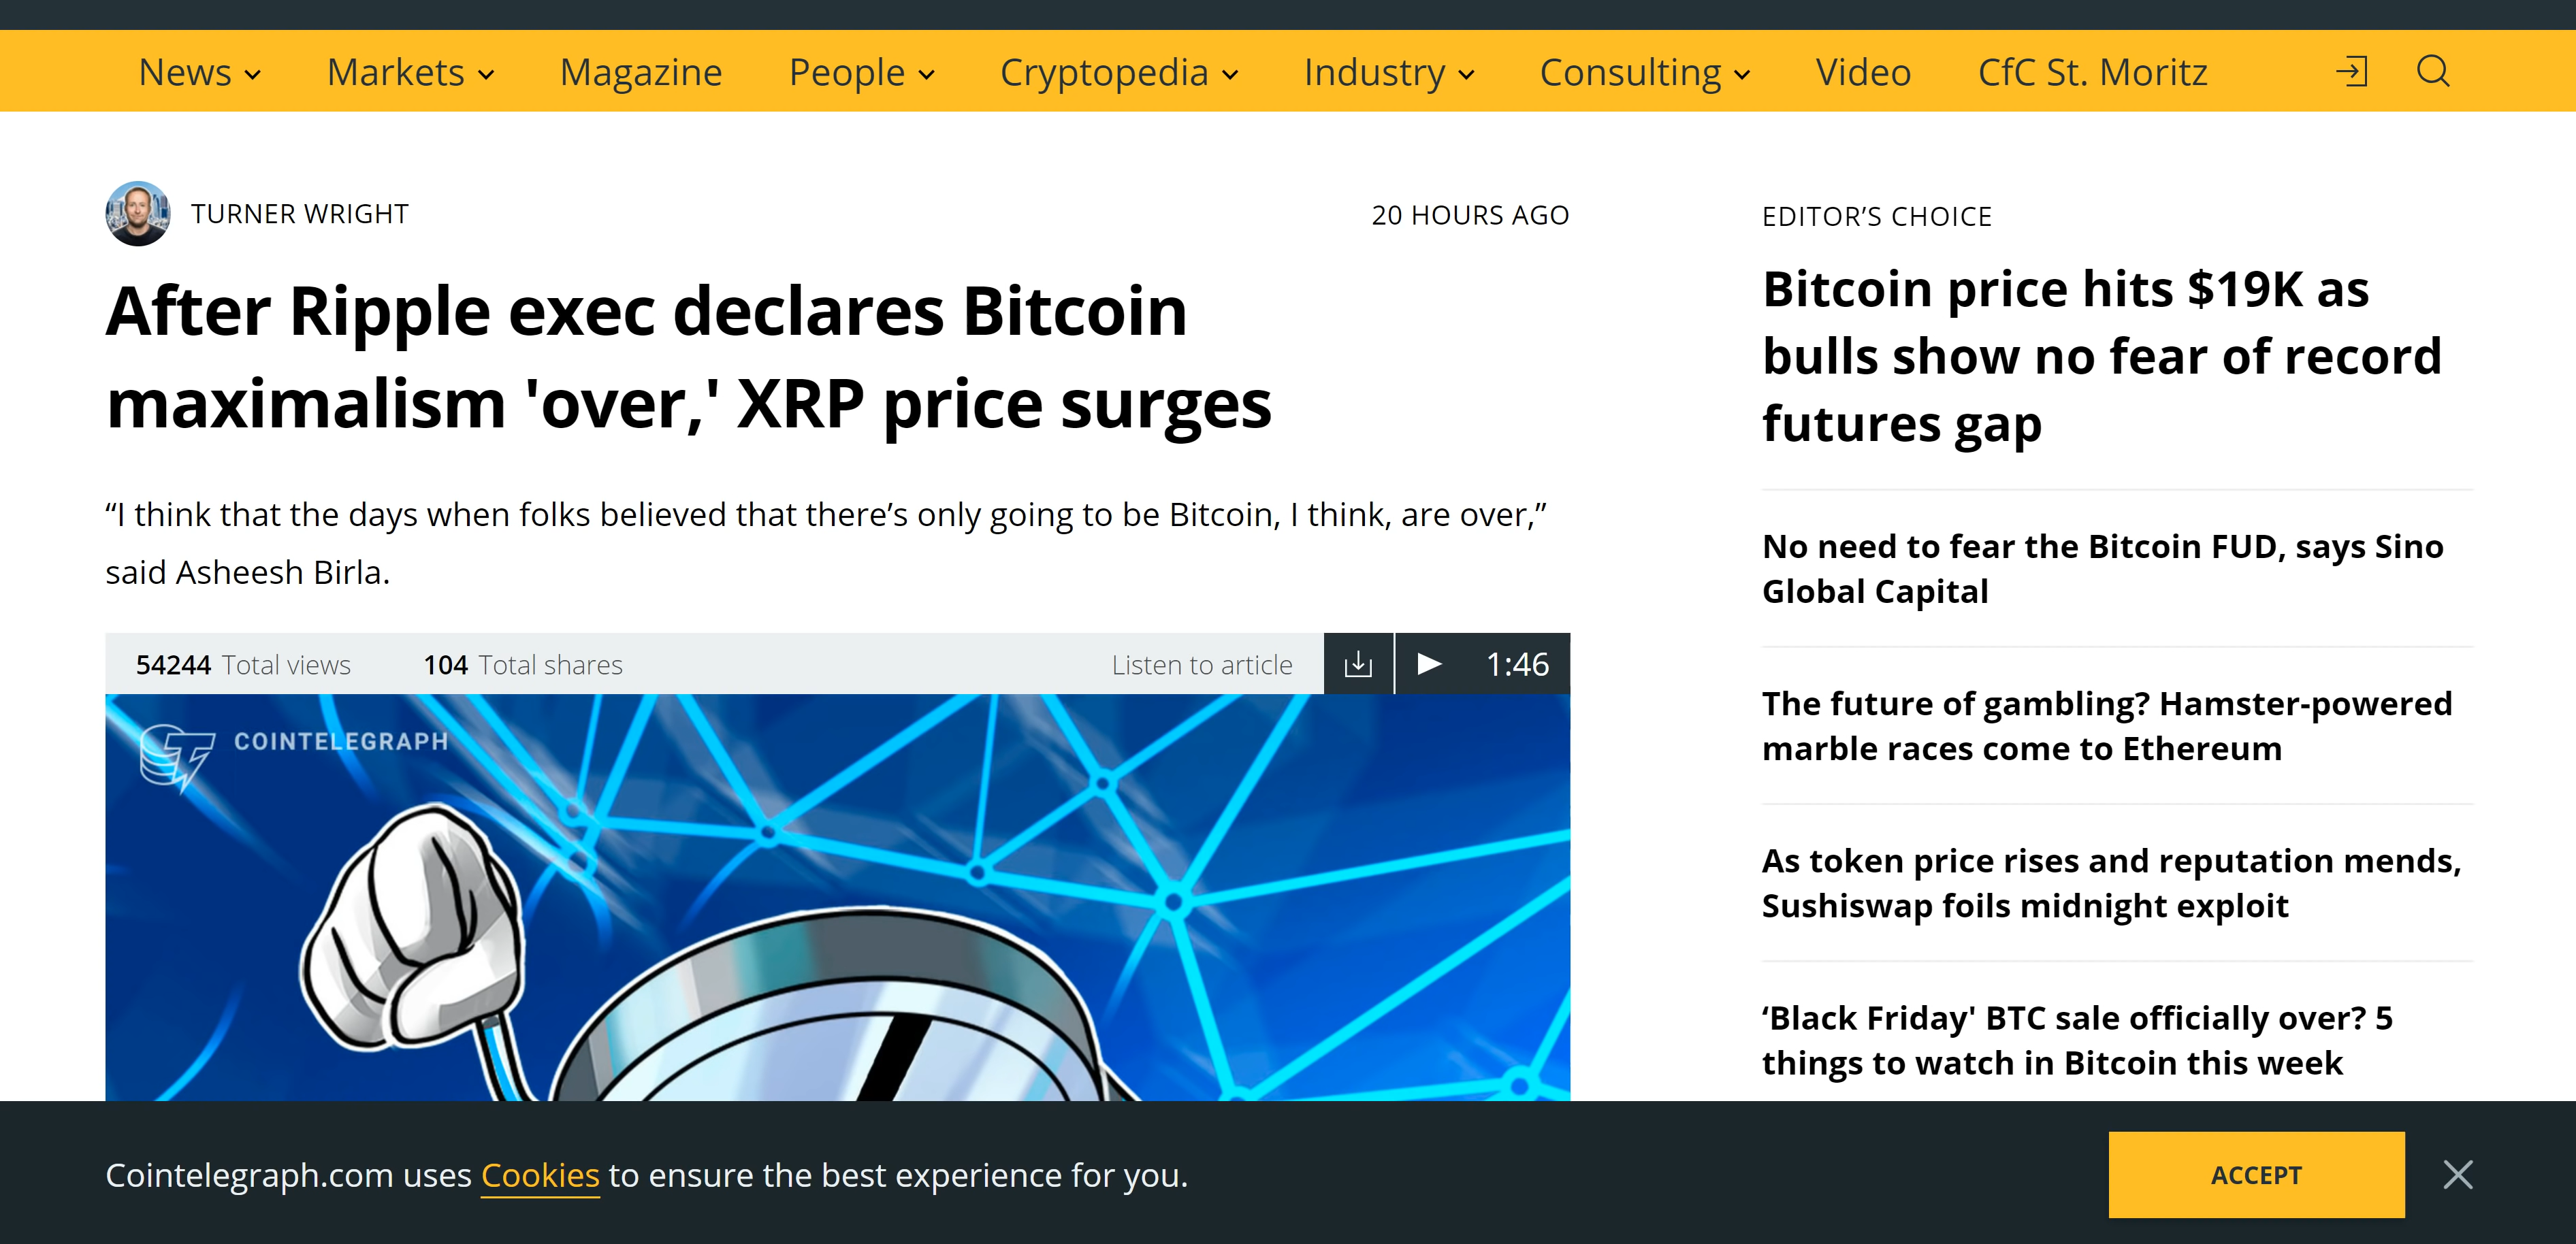 News
Markets
Magazine
People
Cryptopedia
Industry
Consulting
Video
CfC St. Moritz
TURNER WRIGHT
20 HOURS AGO
After Ripple exec declares Bitcoin
maximalism 'over,' XRP price surges
“I think that the days when folks believed that there’s only going to be Bitcoin, I think, are over,”
said Asheesh Birla.
54244 Total views
104 Total shares
Listen to article
1:46
COINTELEGRAPH
EDITOR’S CHOICE
Bitcoin price hits $19K as
bulls show no fear of record
futures gap
No need to fear the Bitcoin FUD, says Sino
Global Capital
The future of gambling? Hamster-powered
marble races come to Ethereum
As token price rises and reputation mends,
Sushiswap foils midnight exploit
‘Black Friday' BTC sale officially over? 5
things to watch in Bitcoin this week
Cointelegraph.com uses Cookies to ensure the best experience for you.
ACCEPT